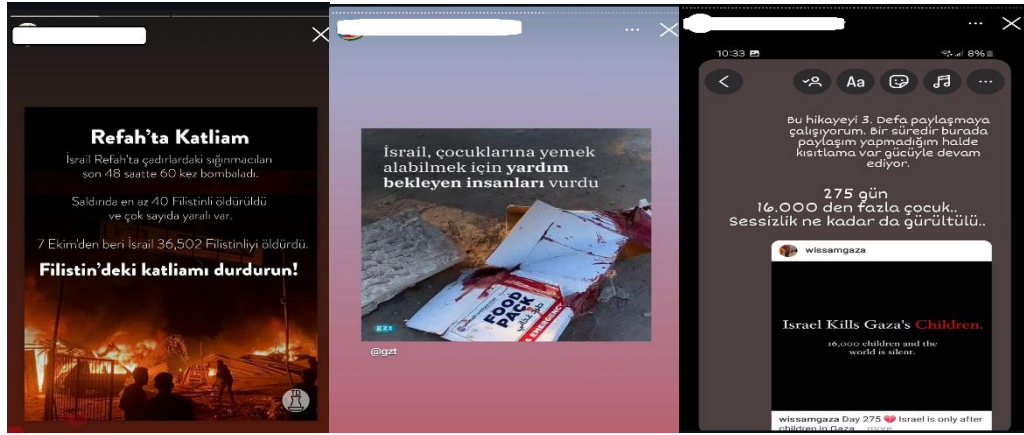 Refah’ta Katliam
İsrail Refah’ta çadırlardaki sığınmacıları
son 48 saatte 60 kez bombaladı.
Saldırıda en az 40 Filistinli öldürüldü
ve çok sayıda yaralı var.
7 Ekim’den beri İsrail 36,502 Filistinliyi öldürdü.
Filistin’deki katliamı durdurun!
İsrail, çocuklarına yemek
alabilmek için yardım
bekleyen insanları vurdu
FOOD
PACK
EMERGENCY
gzt
@gzt
10:33
8%
Aa
Bu hikayeyi 3. Defa paylaşmaya
çalışıyorum. Bir süredir burada
paylaşım yapmadığım halde
kısıtlama var gücüyle devam
ediyor.
275 gün
16.000 den fazla çocuk..
Sessizlik ne kadar da gürültülü..
wissamgaza
Israel Kills Gaza's Children.
16,000 children and the
world is silent.
wissamgaza Day 275 💔 Israel is only after
children in Gaza... more